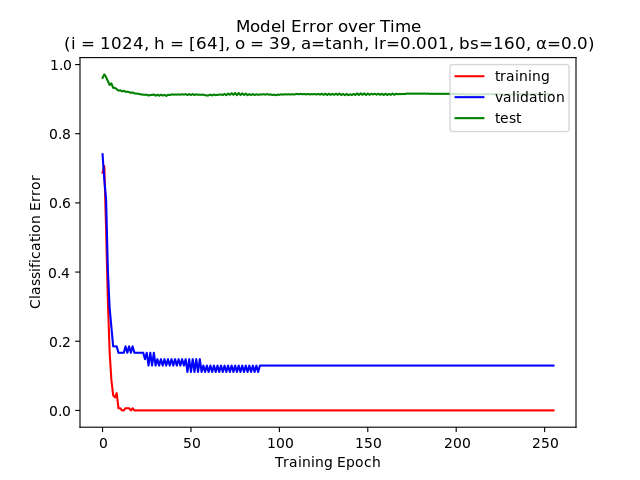 Model Error over Time
(i = 1024, h = [64], o = 39, a=tanh, lr=0.001, bs=160, α=0.0)
1.0
0.8
0.6
0.4
0.2
0.0
Classification Error
training
validation
test
0 50 100 150 200 250
Training Epoch